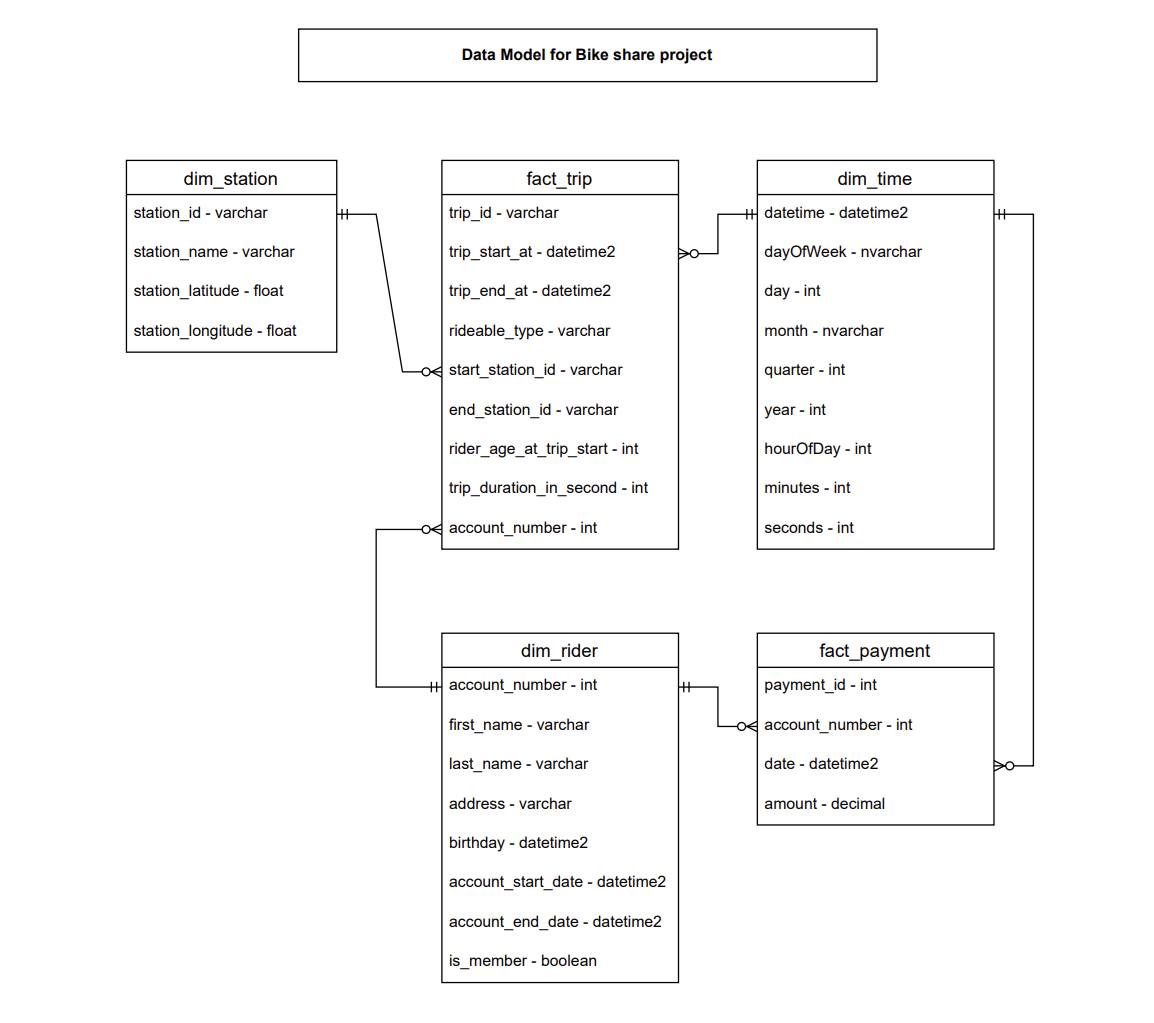 Data Model for Bike share project
dim_station
station_id - varchar
station_name - varchar
station_latitude - float
station_longitude - float
fact_trip
trip_id - varchar
trip_start_at - datetime2
trip_end_at - datetime2
rideable_type - varchar
start_station_id - varchar
end_station_id - varchar
rider_age_at_trip_start - int
trip_duration_in_second - int
account_number - int
dim_time
datetime - datetime2
dayOfWeek - nvarchar
day - int
month - nvarchar
quarter - int
year - int
hourOfDay - int
minutes - int
seconds - int
dim_rider
account_number - int
first_name - varchar
last_name - varchar
address - varchar
birthday - datetime2
account_start_date - datetime2
account_end_date - datetime2
is_member - boolean
fact_payment
payment_id - int
account_number - int
date - datetime2
amount - decimal